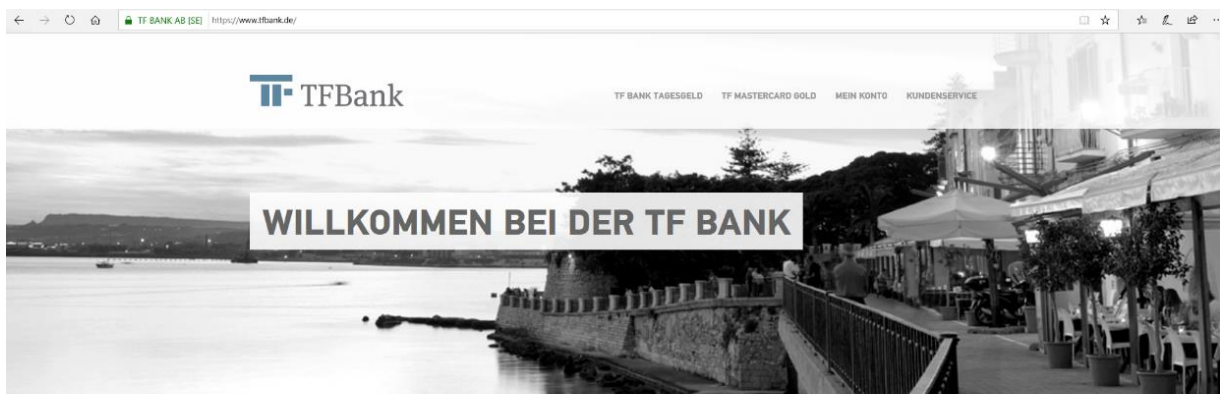 TF BANK AB [SE] https://www.tfbank.de/
TFBank
TF BANK TAGESGELD TF MASTERCARD GOLD MEIN KONTO KUNDENSERVICE
WILLKOMMEN BEI DER TF BANK